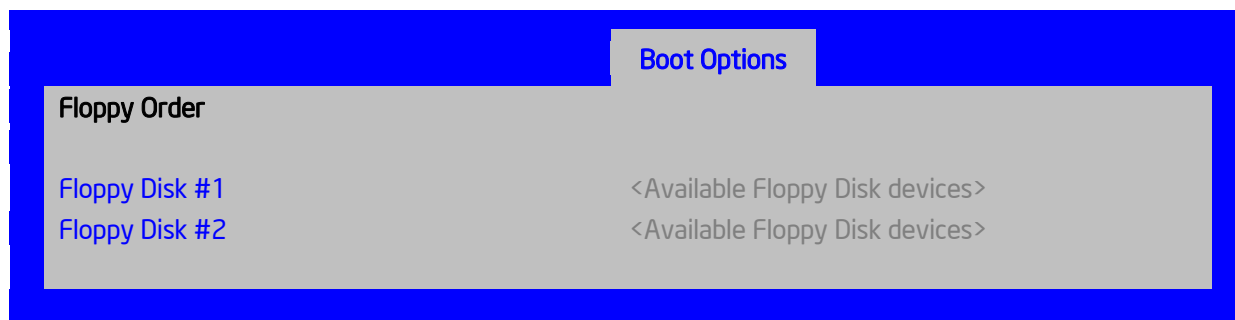 Boot Options
Floppy Order
Floppy Disk #1 <Available Floppy Disk devices>
Floppy Disk #2 <Available Floppy Disk devices>